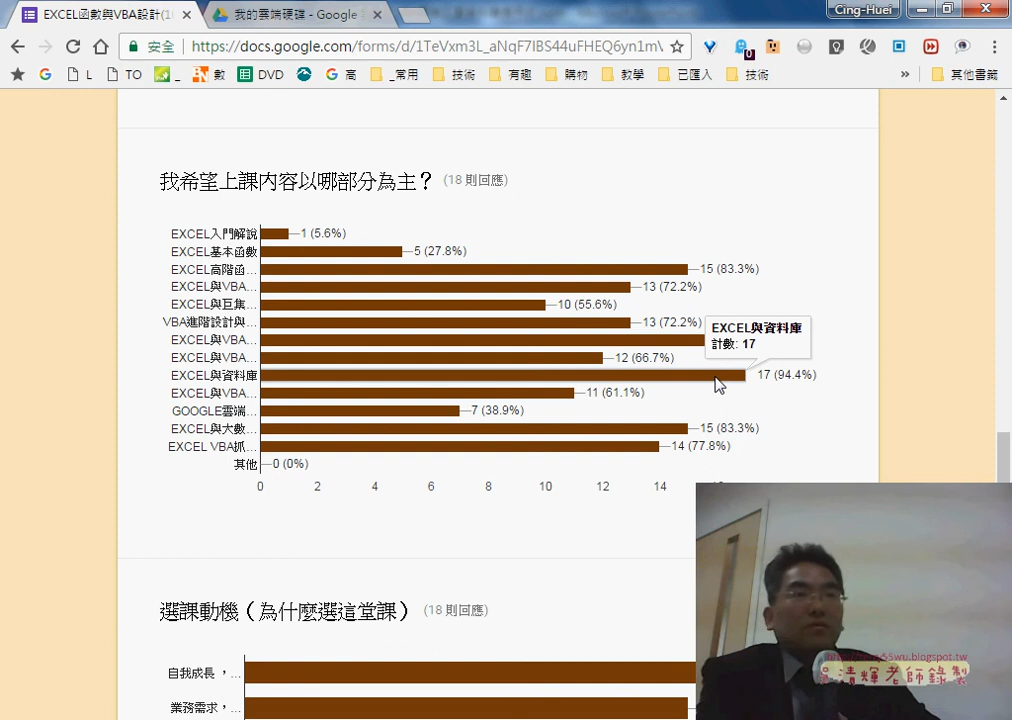 EXCEL函數與VBA設計(1
我的雲端硬碟 - Google
Cing-Huei
安全
https://docs.google.com/forms/d/1TeVxm3L_aNqF7IBS44uFHEQ6yn1m\
L
TO
數
DVD
高
_常用
技術
有趣
購物
教學
已匯入
技術
»
其他書籤
我希望上課內容以哪部分為主? (18 則回應)
EXCEL入門解說 1 (5.6%)
EXCEL基本函數 5 (27.8%)
EXCEL高階函... 15 (83.3%)
EXCEL與VBA... 13 (72.2%)
EXCEL與巨集... 10 (55.6%)
VBA進階設計與... 13 (72.2%)
EXCEL與VBA...
EXCEL與資料庫
計數: 17
EXCEL與VBA... 12 (66.7%)
EXCEL與資料庫 17 (94.4%)
EXCEL與VBA... 11 (61.1%)
GOOGLE雲端... 7 (38.9%)
EXCEL與大數... 15 (83.3%)
EXCEL VBA抓... 14 (77.8%)
其他 0 (0%)
0 2 4 6 8 10 12 14
選課動機(為什麼選這堂課) (18 則回應)
自我成長，...
業務需求，...
吳清輝老師錄製